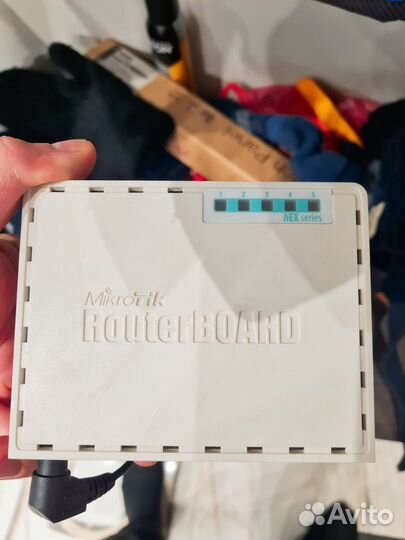 1 2 3 4 5
hEX series
MikroTik
RouterBOARD
Avito